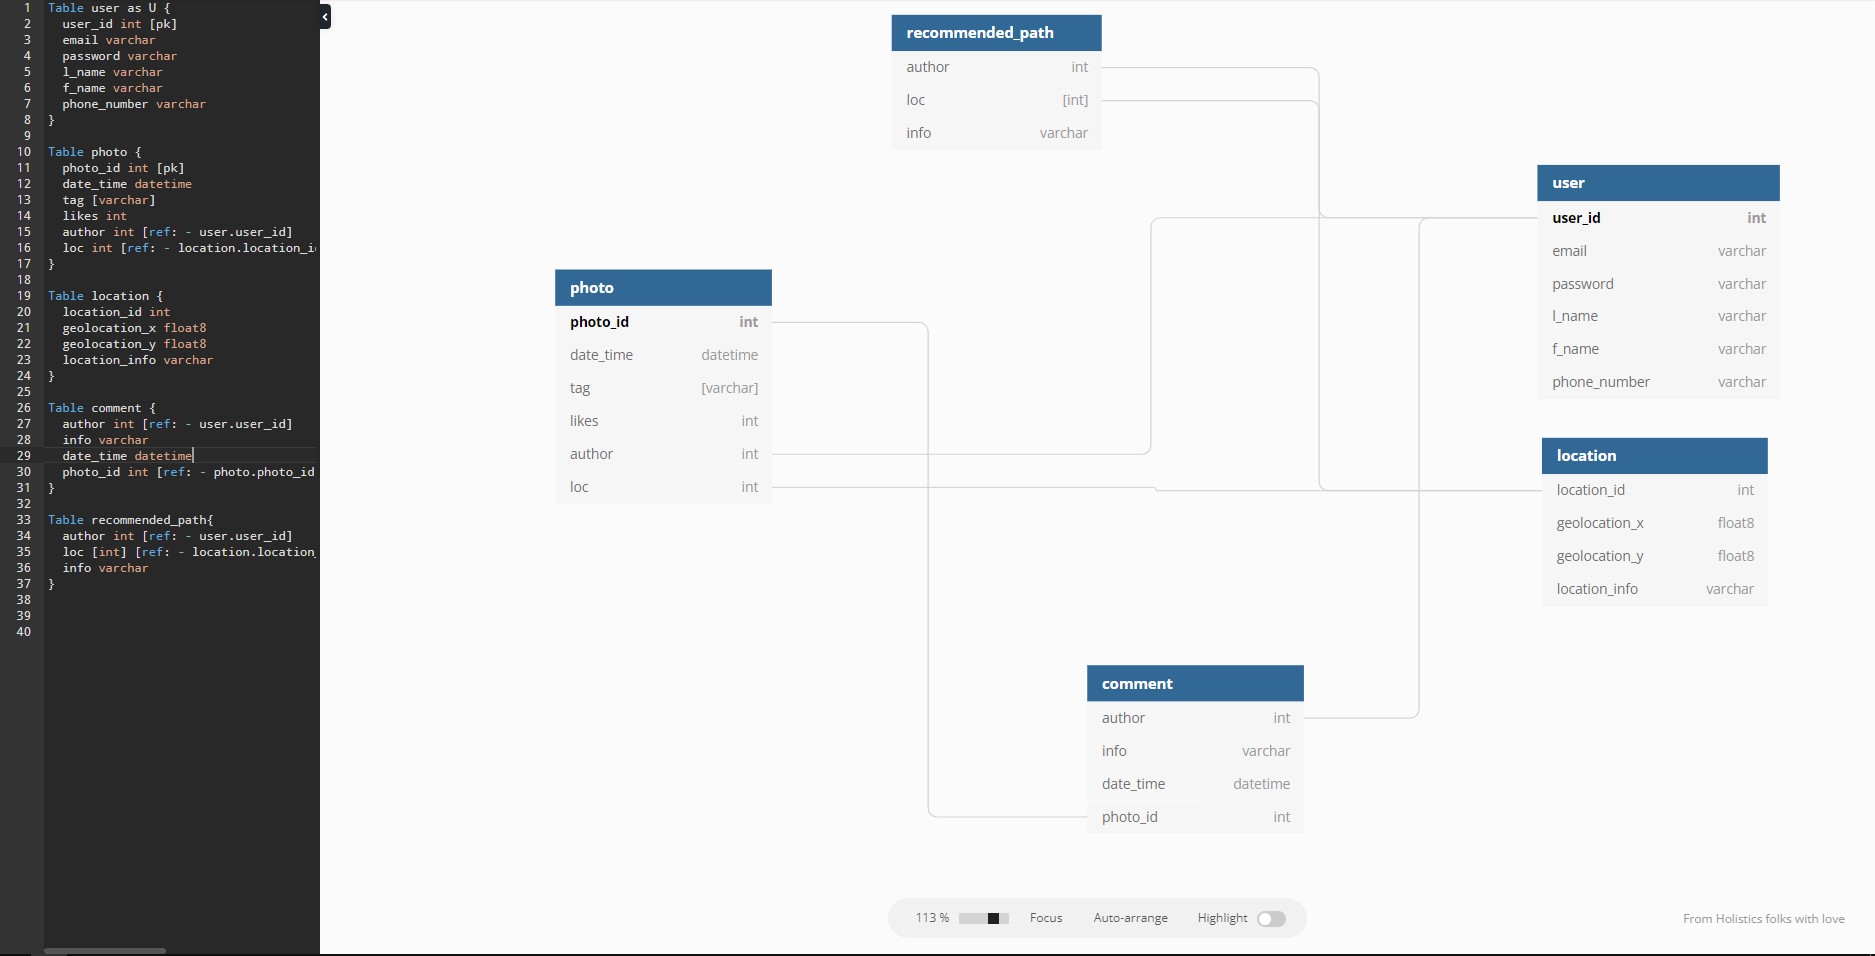 1 Table user as U {
2 user_id int [pk]
3 email varchar
4 password varchar
5 l_name varchar
6 f_name varchar
7 phone_number varchar
8 }
9
10 Table photo {
11 photo_id int [pk]
12 date_time datetime
13 tag [varchar]
14 likes int
15 author int [ref: - user.user_id]
16 loc int [ref: - location.location_i
17 }
18
19 Table location {
20 location_id int
21 geolocation_x float8
22 geolocation_y float8
23 location_info varchar
24 }
25
26 Table comment {
27 author int [ref: - user.user_id]
28 info varchar
29 date_time datetime
30 photo_id int [ref: - photo.photo_id
31 }
32
33 Table recommended_path{
34 author int [ref: - user.user_id]
35 loc [int] [ref: - location.location_
36 info varchar
37 }
38
39
40
recommended_path
author int
loc [int]
info varchar
user
user_id int
email varchar
password varchar
l_name varchar
f_name varchar
phone_number varchar
photo
photo_id int
date_time datetime
tag [varchar]
likes int
author int
loc int
location
location_id int
geolocation_x float8
geolocation_y float8
location_info varchar
comment
author int
info varchar
date_time datetime
photo_id int
113 % Focus Auto-arrange Highlight
From Holistics folks with love